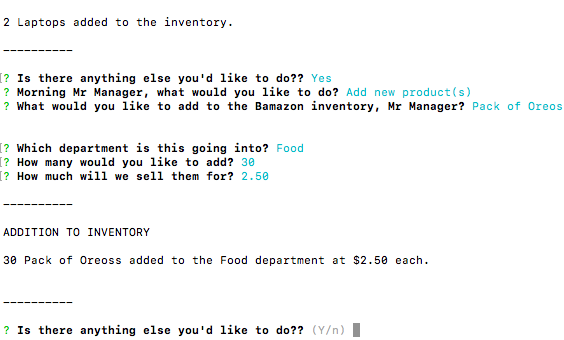 2 Laptops added to the inventory.
----------
[? Is there anything else you'd like to do?? Yes
? Morning Mr Manager, what would you like to do? Add new product(s)
? What would you like to add to the Bamazon inventory, Mr Manager? Pack of Oreos
[? Which department is this going into? Food
[? How many would you like to add? 30
[? How much will we sell them for? 2.50
----------
ADDITION TO INVENTORY
30 Pack of Oreoss added to the Food department at $2.50 each.
----------
? Is there anything else you'd like to do?? (Y/n)